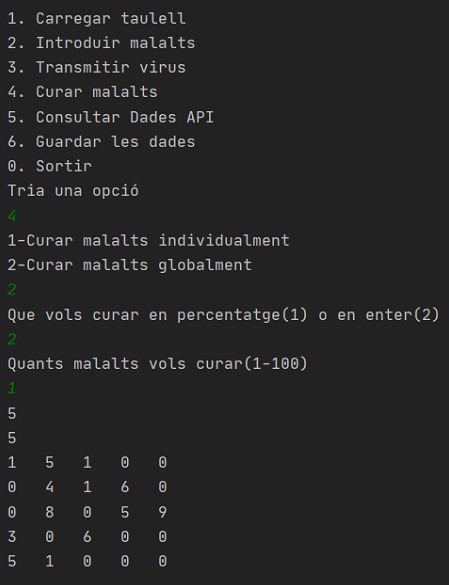 1. Carregar taulell
2. Introduir malalts
3. Transmitir virus
4. Curar malalts
5. Consultar Dades API
6. Guardar les dades
0. Sortir
Tria una opció
4
1-Curar malalts individualment
2-Curar malalts globalment
2
Que vols curar en percentatge(1) o en enter(2)
2
Quants malalts vols curar(1-100)
1
5
5
1 5 1 0 0
0 4 1 6 0
0 8 0 5 9
3 0 6 0 0
5 1 0 0 0